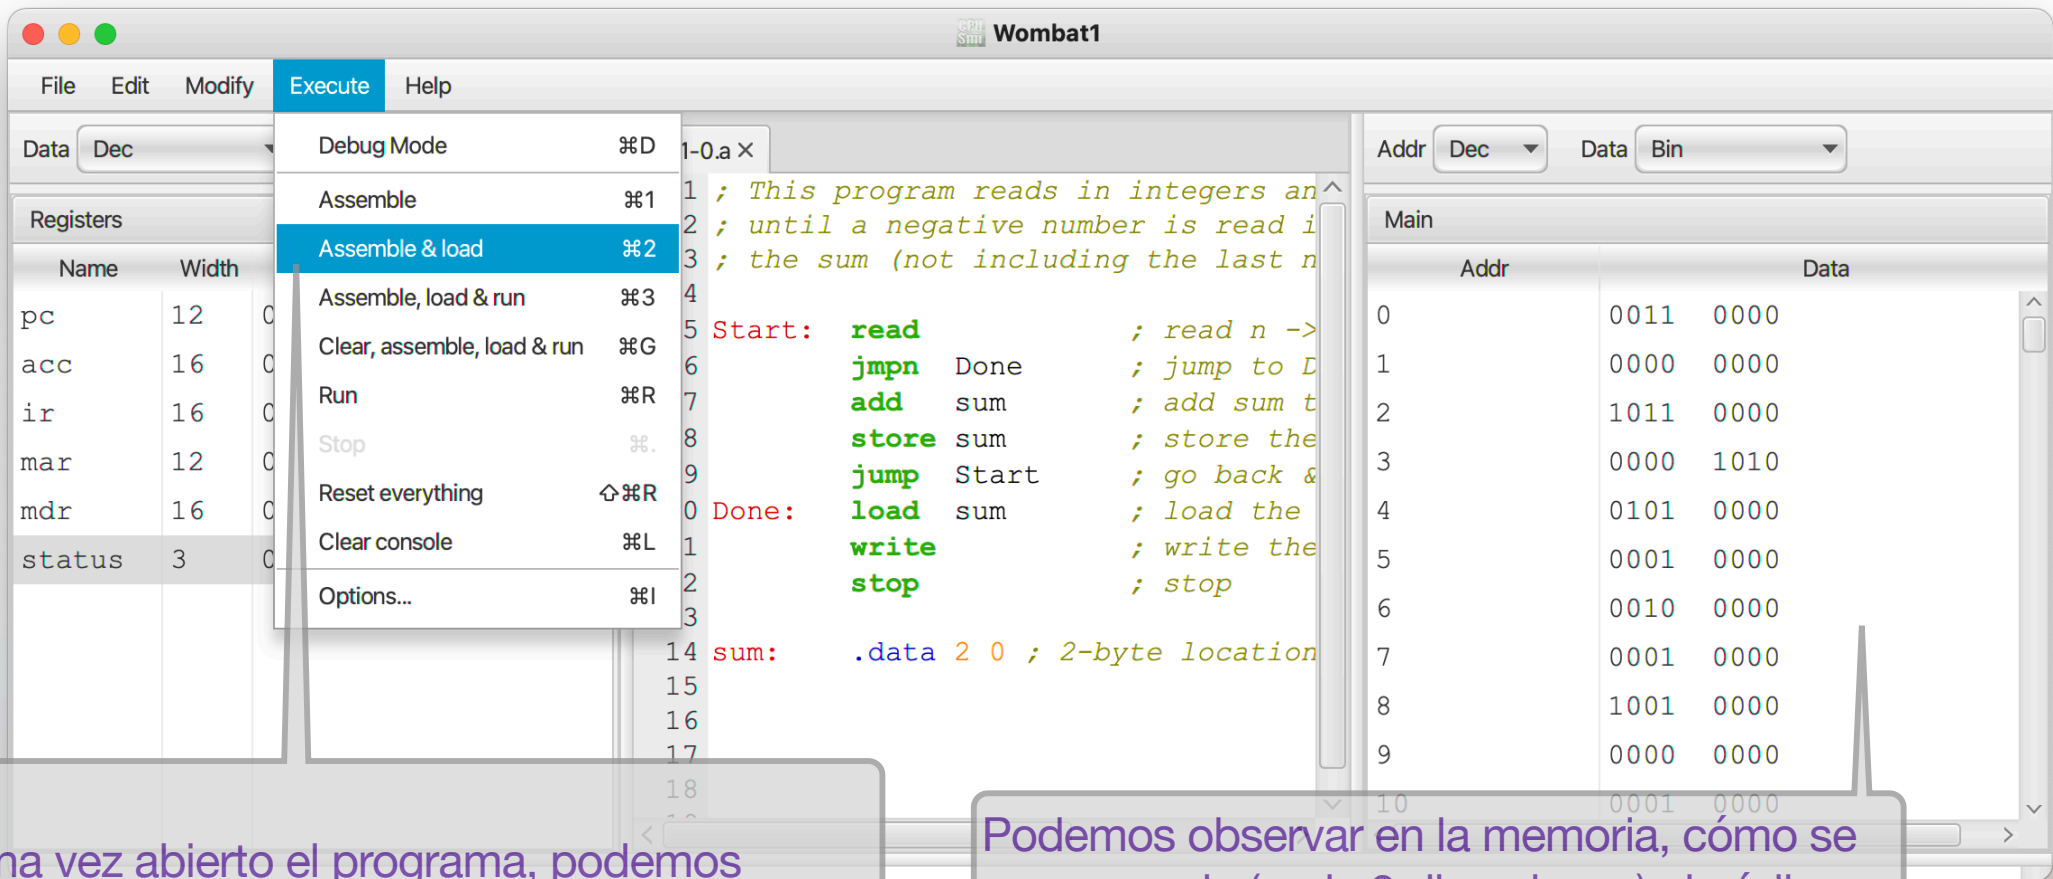 Wombat1
File Edit Modify Execute Help
Data Dec
Registers
Name Width
pc 12 0
acc 16 0
ir 16 0
mar 12 0
mdr 16 0
status 3 0
Debug Mode ⌘D
Assemble ⌘1
Assemble & load ⌘2
Assemble, load & run ⌘3
Clear, assemble, load & run ⌘G
Run ⌘R
Stop ⌘.
Reset everything ⇧⌘R
Clear console ⌘L
Options... ⌘I
1-0.a ×
1 ; This program reads in integers an
2 ; until a negative number is read i
3 ; the sum (not including the last n
4
5 Start: read ; read n ->
6 jmpn Done ; jump to D
7 add sum ; add sum t
8 store sum ; store the
9 jump Start ; go back &
0 Done: load sum ; load the
1 write ; write the
2 stop ; stop
3
14 sum: .data 2 0 ; 2-byte location
15
16
17
18
Addr Dec Data Bin
Main
Addr Data
0 0011 0000
1 0000 0000
2 1011 0000
3 0000 1010
4 0101 0000
5 0001 0000
6 0010 0000
7 0001 0000
8 1001 0000
9 0000 0000
10 0001 0000
na vez abierto el programa, podemos
Podemos observar en la memoria, cómo se